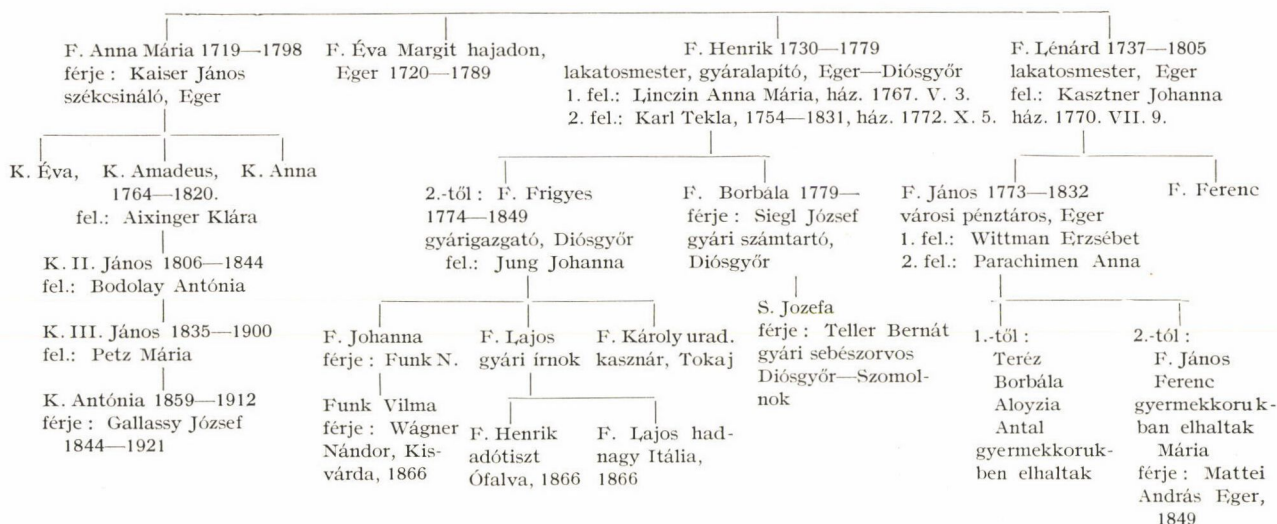 F. Anna Mária 1719—1798
férje : Kaiser János
székcsináló, Eger
F. Éva Margit hajadon,
Eger 1720—1789
F. Henrik 1730—1779
lakatosmester, gyáralapító, Eger—Diósgyőr
1. fel.: Linczin Anna Mária, ház. 1767. V. 3.
2. fel.: Karl Tekla, 1754—1831, ház. 1772. X. 5.
F. Lénárd 1737—1805
lakatosmester, Eger
fel.: Kasztner Johanna
ház. 1770. VII. 9.
K. Éva, K. Amadeus, K. Anna
1764—1820.
fel.: Aixinger Klára
2.-től : F. Frigyes
1774—1849
gyárigazgató, Diósgyőr
fel.: Jung Johanna
F. Borbála 1779—
férje : Siegl József
gyári számtartó,
Diósgyőr
F. János 1773—1832
városi pénztáros, Eger
1. fel.: Wittman Erzsébet
2. fel.: Parachimen Anna
F. Ferenc
K. II. János 1806—1844
fel.: Bodolay Antónia
K. III. János 1835—1900
fel.: Petz Mária
K. Antónia 1859—1912
férje : Gallassy József
1844—1921
F. Johanna
férje : Funk N.
F. Lajos
gyári írnok
F. Károly urad.
kasznár, Tokaj
S. Jozefa
férje : Teller Bernát
gyári sebészorvos
Diósgyőr—Szomol-
nok
Funk Vilma
férje : Wágner
Nándor, Kis-
várda, 1866
F. Henrik
adótiszt
Ófalva, 1866
F. Lajos had-
nagy Itália,
1866
1.-től :
Teréz
Borbála
Aloyzia
Antal
gyermekkoruk-
ben elhaltak
2.-tól :
F. János
Ferenc
gyermekkoruk-
ban elhaltak
Mária
férje : Mattei
András Eger,
1849